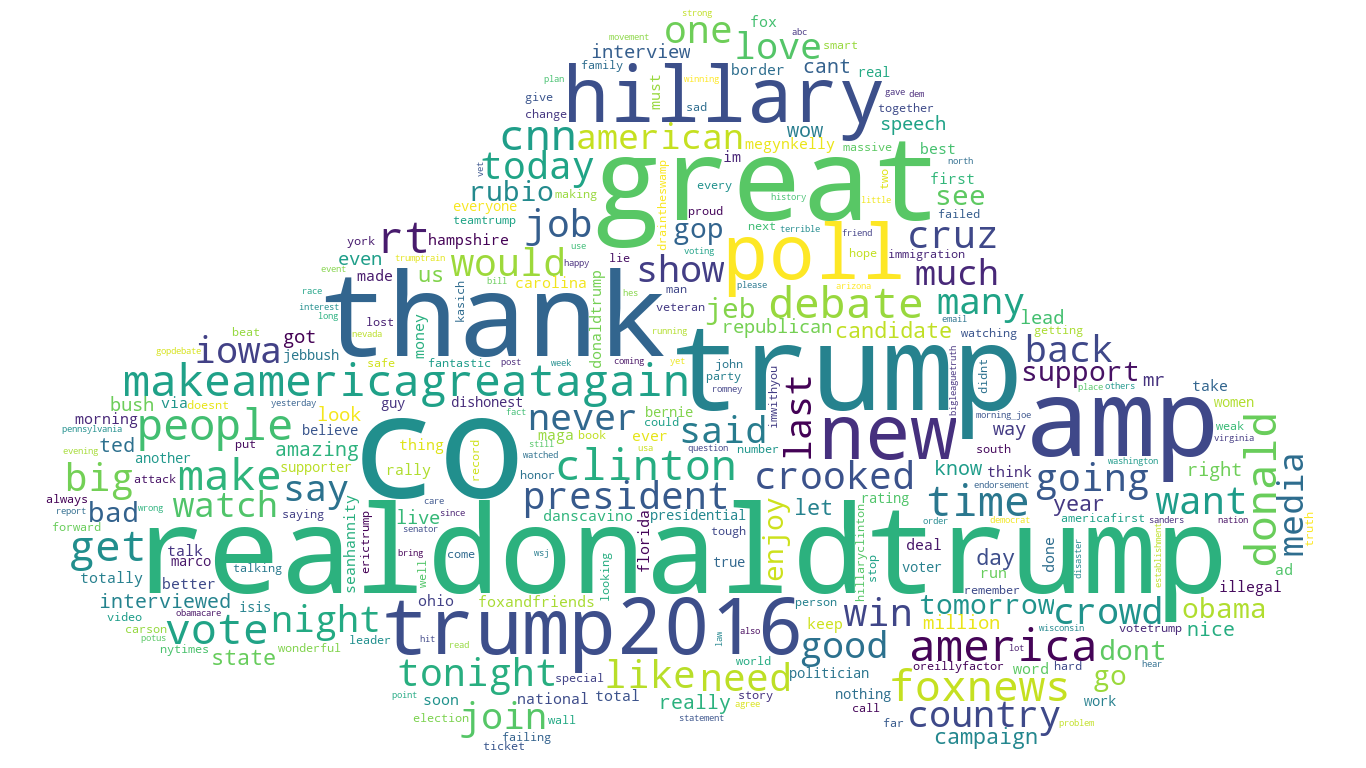 strong
movement
one
fox
abc
love
smart
interview
family
border
cant
real
plan
hillary
winning
must
sad
give
change
gave
dem
together
cnn
american
wow
speech
megynkelly
massive
best
today
great
im
north
vet
rubio
making
every
history
two
little
first
see
everyone
teamtrump
draintheswamp
proud
failed
job
gop
next
terrible
friend
cruz
york
rt
hampshire
use
voting
poll
hope
immigration
even
trumptrain
would
happy
lie
show
much
event
made
us
carolina
man
please
arizona
race
interest
long
thank
bill
hes
veteran
jeb
debate
many
kasich
donaldtrump
lost
money
republican
candidate
email
watching
lead
getting
beat
nevada
running
iowa
got
jebbush
gopdebate
safe
fantastic
post
week
coming
yet
trump
didnt
back
makeamericagreatagain
john
party
romney
imwithyou
bigleaguetruth
support
mr
place
others
take
women
bush
via
doesnt
yesterday
guy
dishonest
fact
never
bernie
could
said
last
new
morning_joe
way
amp
weak
virginia
morning
pennsylvania
people
look
believe
co
thing
still
maga
book
ever
usa
question
number
south
ted
another
put
amazing
evening
big
attack
make
supporter
rally
record
watched
honor
clinton
crooked
know
think
washington
going
right
donald
media
always
report
wrong
say
care
president
rating
time
endorsement
year
want
bad
watch
saying
live
since
danscavino
presidential
let
order
democrat
americafirst
sanders
nation
truth
forward
seanhannity
erictrump
senator
florida
tough
enjoy
get
realdonaldtrump
talk
marco
talking
bring
well
come
wsj
looking
true
hillaryclinton
stop
deal
voter
day
run
done
disaster
establishment
ad
totally
better
remember
illegal
interviewed
isis
ohio
foxandfriends
person
win
tomorrow
crowd
obama
video
obamacare
night
trump2016
keep
million
wisconsin
votetrump
nice
carson
potus
vote
leader
hit
read
law
also
good
america
lot
dont
nytimes
wonderful
hear
state
tonight
special
like
need
world
politician
oreillyfactor
word
hard
go
point
soon
national
total
really
story
nothing
foxnews
work
election
join
wall
statement
agree
call
far
country
problem
failing
ticket
campaign